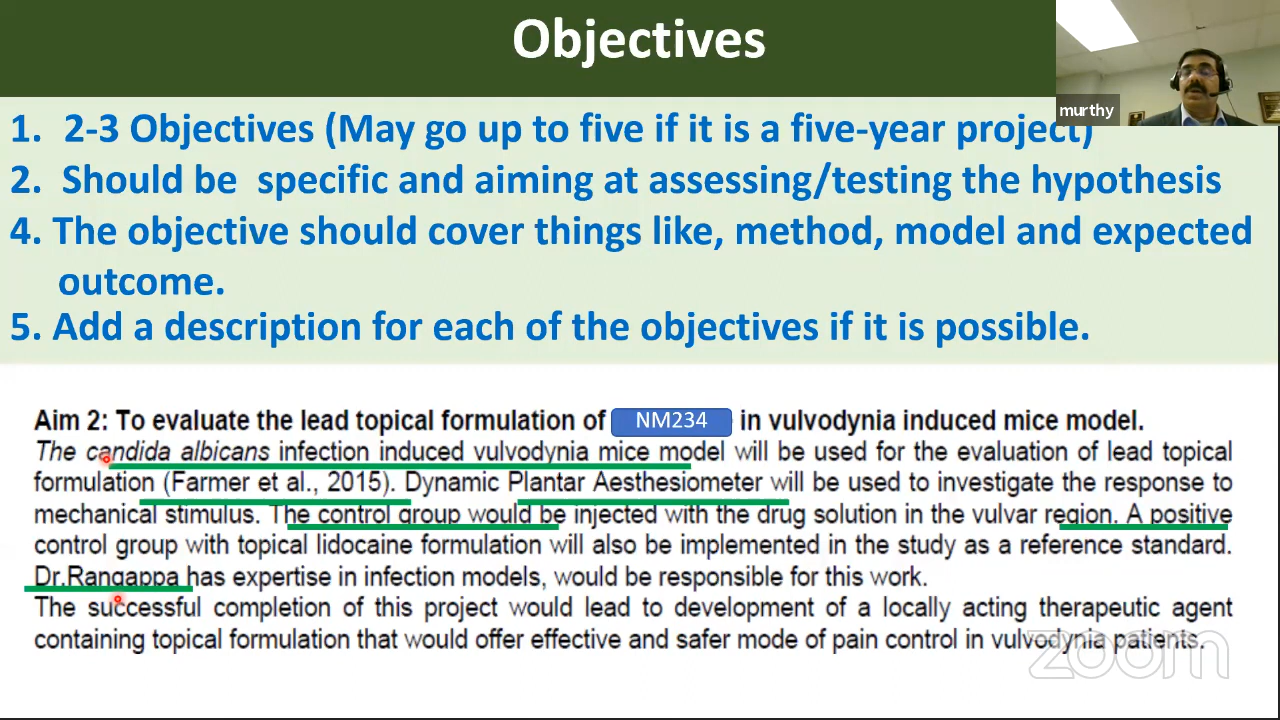 Objectives
murthy
1. 2-3 Objectives (May go up to five if it is a five-year project)
2. Should be specific and aiming at assessing/testing the hypothesis
4. The objective should cover things like, method, model and expected
outcome.
5. Add a description for each of the objectives if it is possible.
Aim 2: To evaluate the lead topical formulation of NM234 in vulvodynia induced mice model.
The candida albicans infection induced vulvodynia mice model will be used for the evaluation of lead topical
formulation (Farmer et al., 2015). Dynamic Plantar Aesthesiometer will be used to investigate the response to
mechanical stimulus. The control group would be injected with the drug solution in the vulvar region. A positive
control group with topical lidocaine formulation will also be implemented in the study as a reference standard.
Dr.Rangappa has expertise in infection models, would be responsible for this work.
The successful completion of this project would lead to development of a locally acting therapeutic agent
containing topical formulation that would offer effective and safer mode of pain control in vulvodynia patients.
zoom